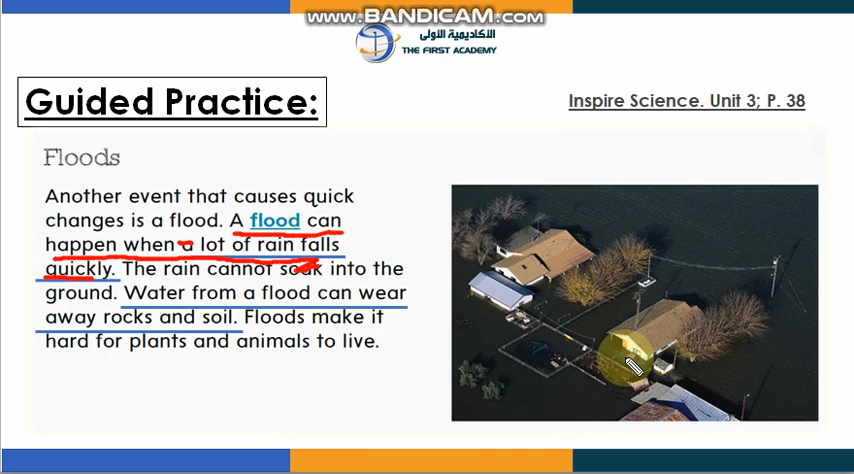 www.BANDICAM.com
الأكاديمية الأولى
THE FIRST ACADEMY
Guided Practice:
Inspire Science. Unit 3; P. 38
Floods
Another event that causes quick
changes is a flood. A flood can
happen when a lot of rain falls
quickly. The rain cannot soak into the
ground. Water from a flood can wear
away rocks and soil. Floods make it
hard for plants and animals to live.